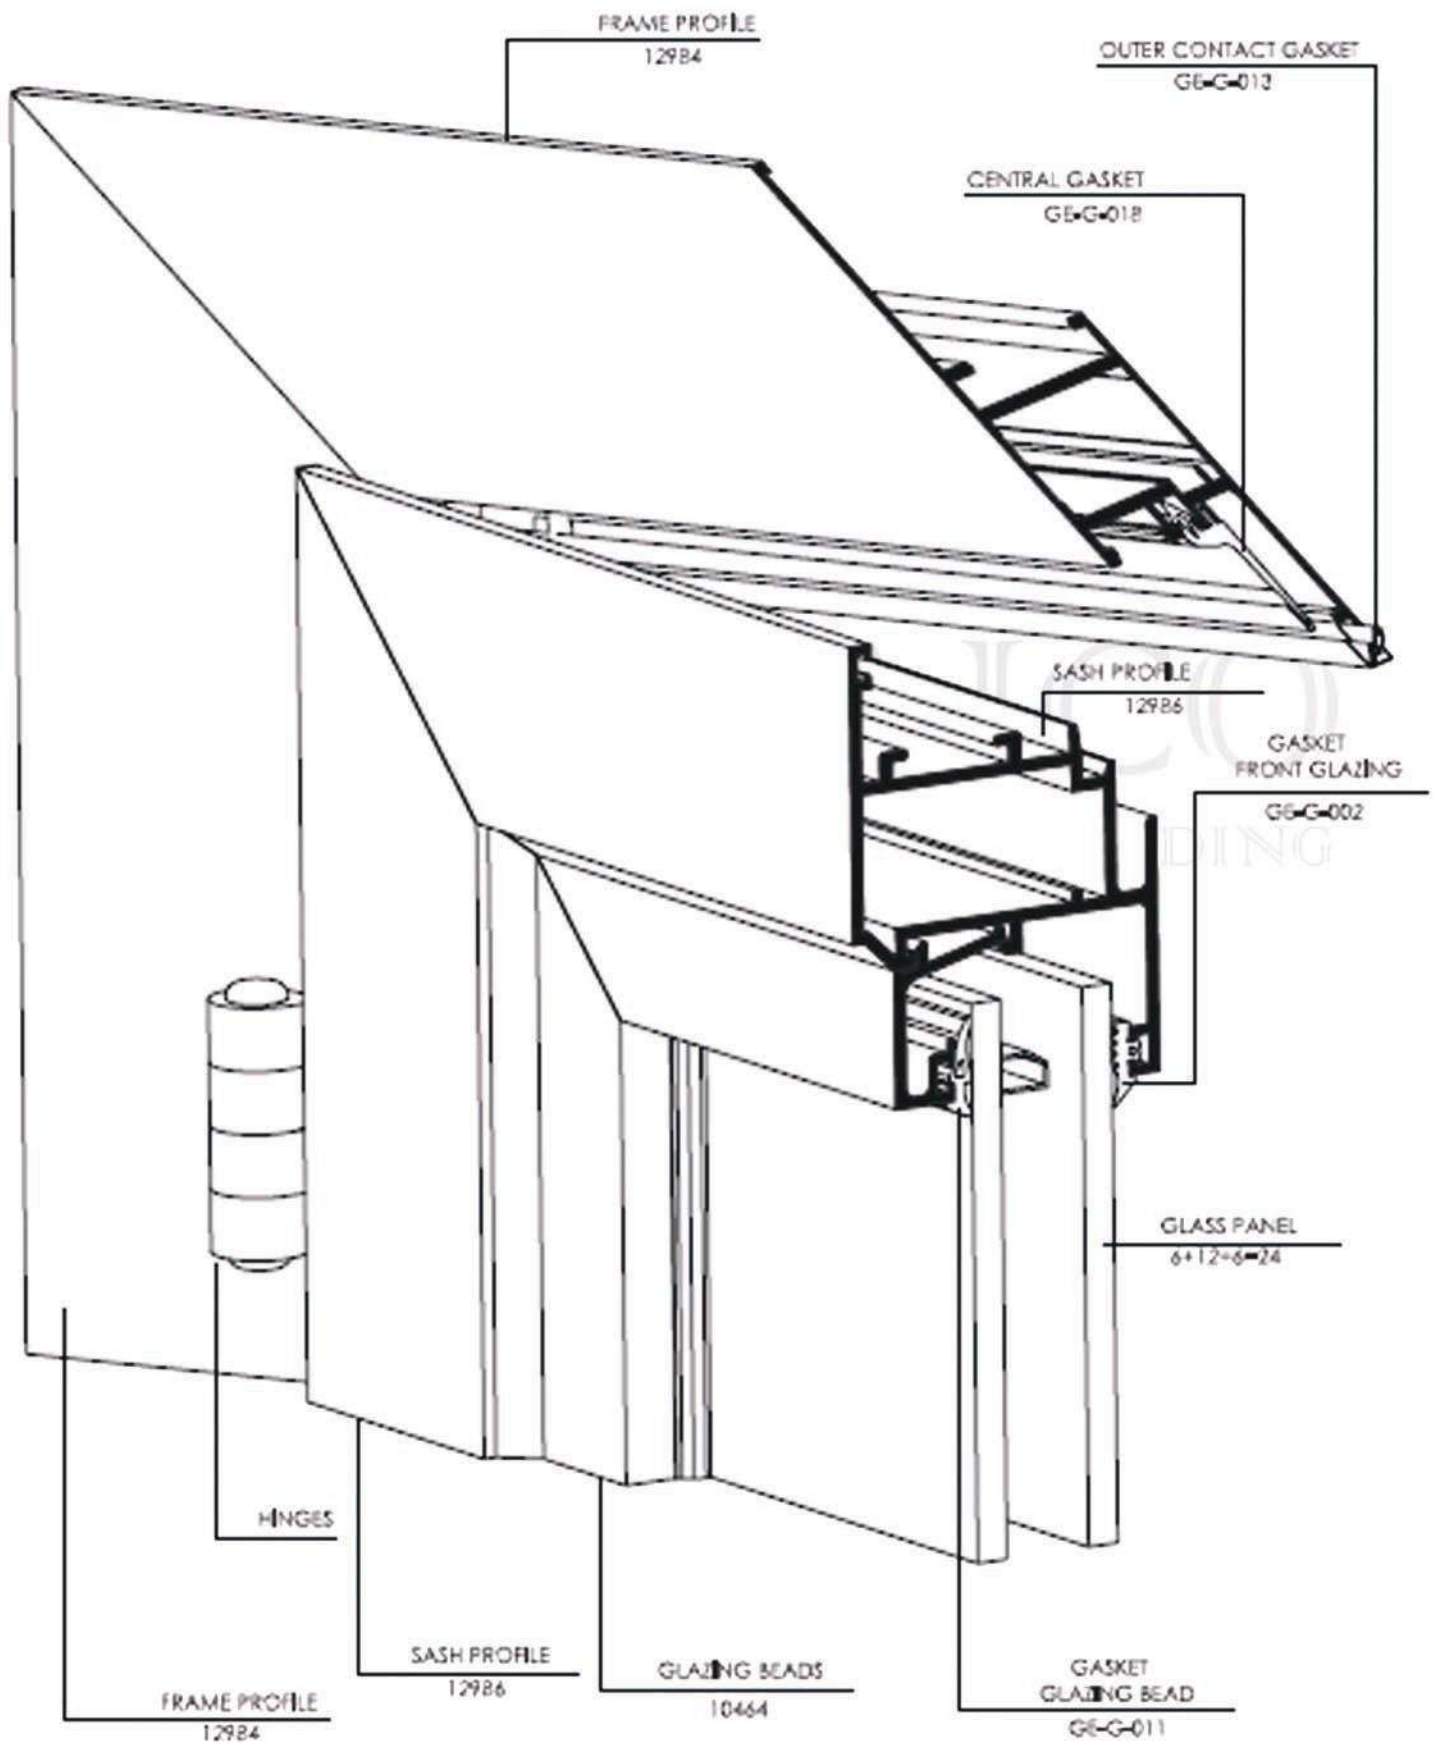 FRAME PROFILE
12984
OUTER CONTACT GASKET
GE-G-013
CENTRAL GASKET
GE-G-018
SASH PROFILE
12986
GASKET
FRONT GLAZING
GE-G-002
DING
GLASS PANEL
6+12+6=24
HINGES
SASH PROFILE
12986
GLAZING BEADS
10464
GASKET
GLAZING BEAD
GE-G-011
FRAME PROFILE
12984